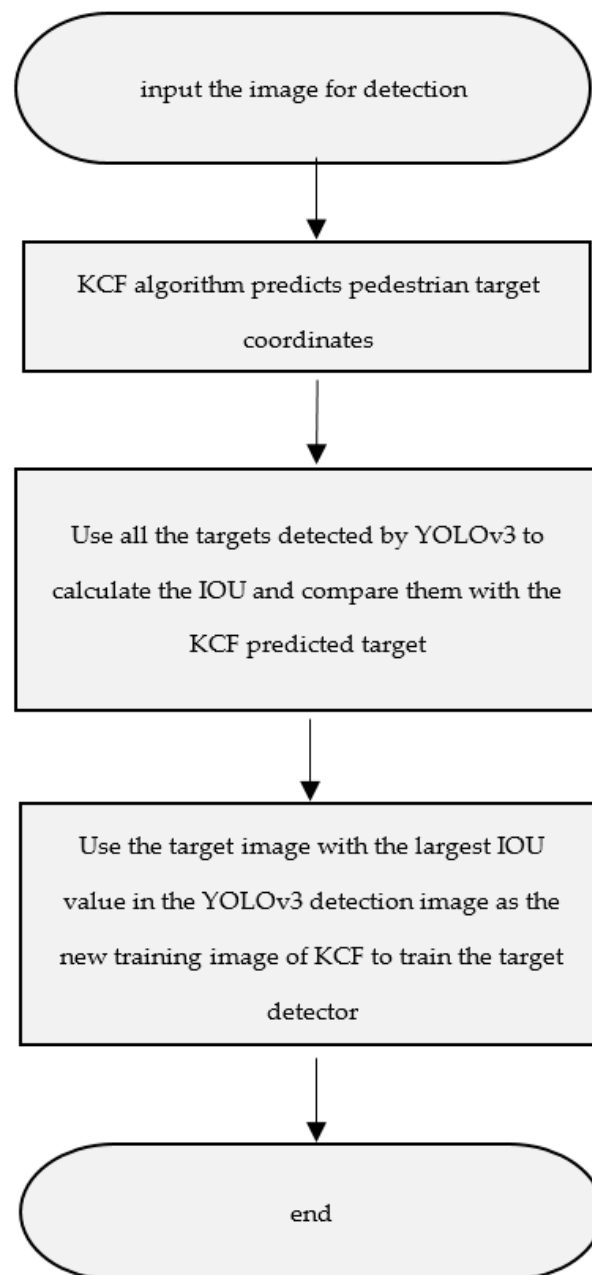 input the image for detection
KCF algorithm predicts pedestrian target
coordinates
Use all the targets detected by YOLOv3 to
calculate the IOU and compare them with the
KCF predicted target
Use the target image with the largest IOU
value in the YOLOv3 detection image as the
new training image of KCF to train the target
detector
end